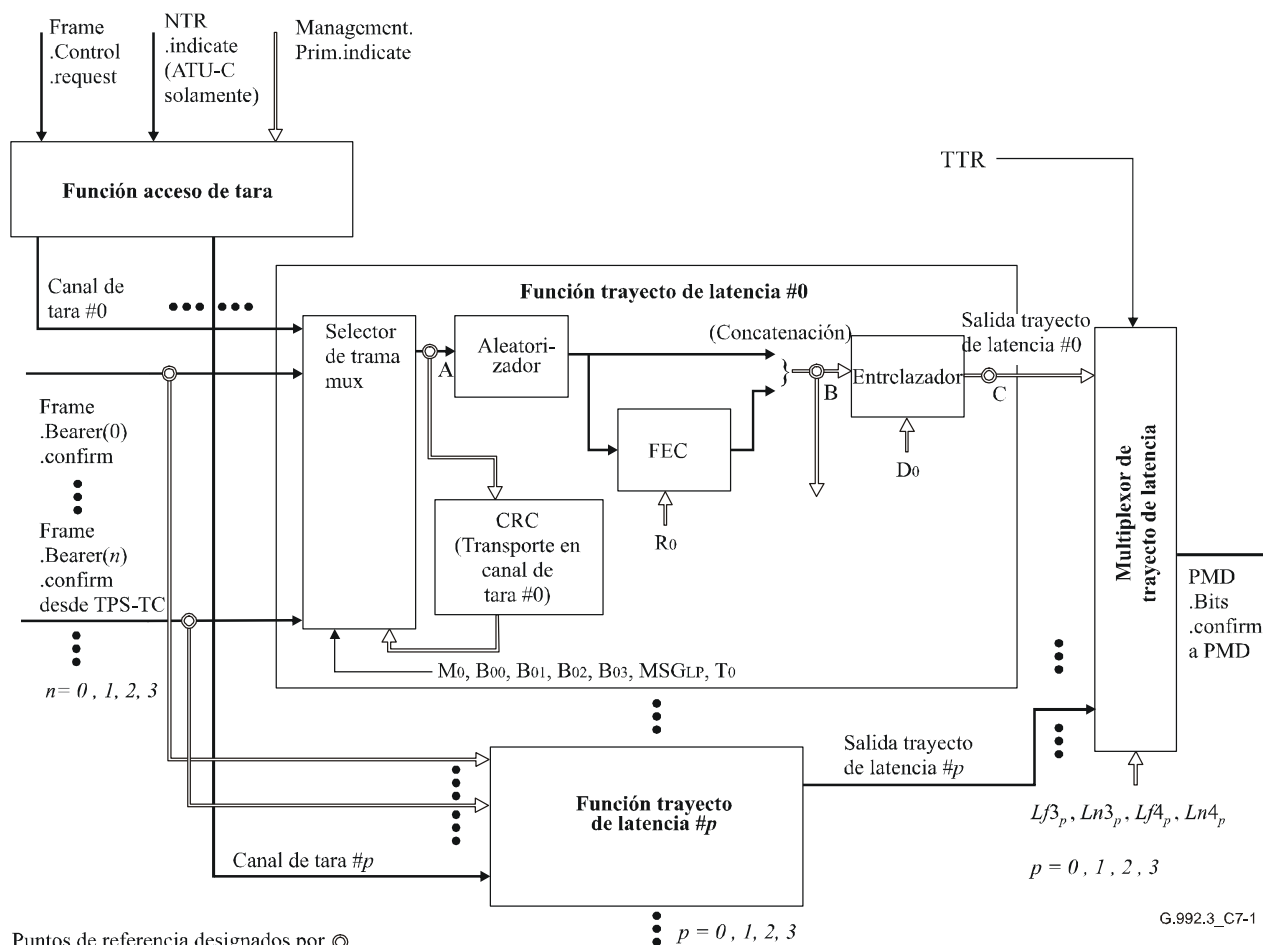 Frame
.Control
.request
NTR
.indicate
(ATU-C
solamente)
Management.
Prim.indicate
Función acceso de tara
TTR
Canal de
tara #0
Función trayecto de latencia #0
Selector
de trama
mux
A
Aleatori-
zador
(Concatenación)
}
B
Entrelazador
C
Salida trayecto
de latencia #0
FEC
R0
D0
Frame
.Bearer(0)
.confirm
Frame
.Bearer(n)
.confirm
desde TPS-TC
n= 0 , 1, 2, 3
CRC
(Transporte en
canal de
tara #0)
M0, B00, B01, B02, B03, MSGLP, T0
Multiplexor de
trayecto de latencia
PMD
.Bits
.confirm
a PMD
Salida trayecto
de latencia #p
Función trayecto
de latencia #p
Canal de tara #p
Lf3p , Ln3p , Lf4p , Ln4p
p = 0 , 1 , 2 , 3
G.992.3_C7-1
Puntos de referencia designados por ◎
p = 0 , 1, 2, 3